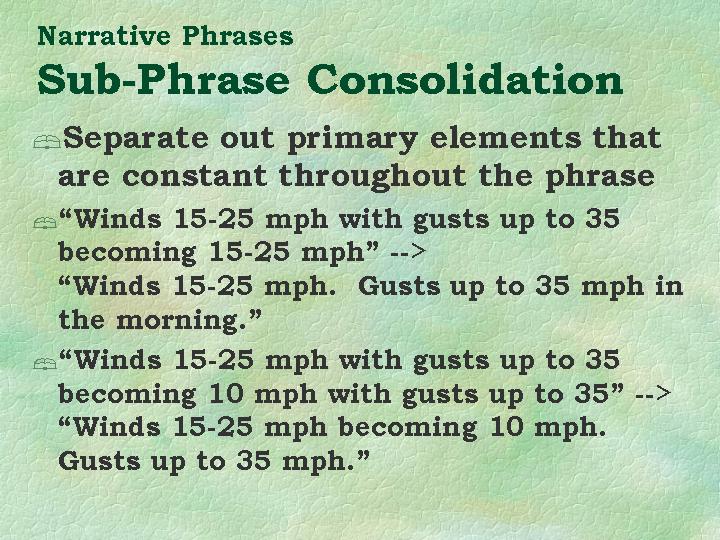 Narrative Phrases
Sub-Phrase Consolidation
Separate out primary elements that
are constant throughout the phrase
“Winds 15-25 mph with gusts up to 35
becoming 15-25 mph” -->
“Winds 15-25 mph.  Gusts up to 35 mph in
the morning.”
“Winds 15-25 mph with gusts up to 35
becoming 10 mph with gusts up to 35” -->
“Winds 15-25 mph becoming 10 mph.
Gusts up to 35 mph.”